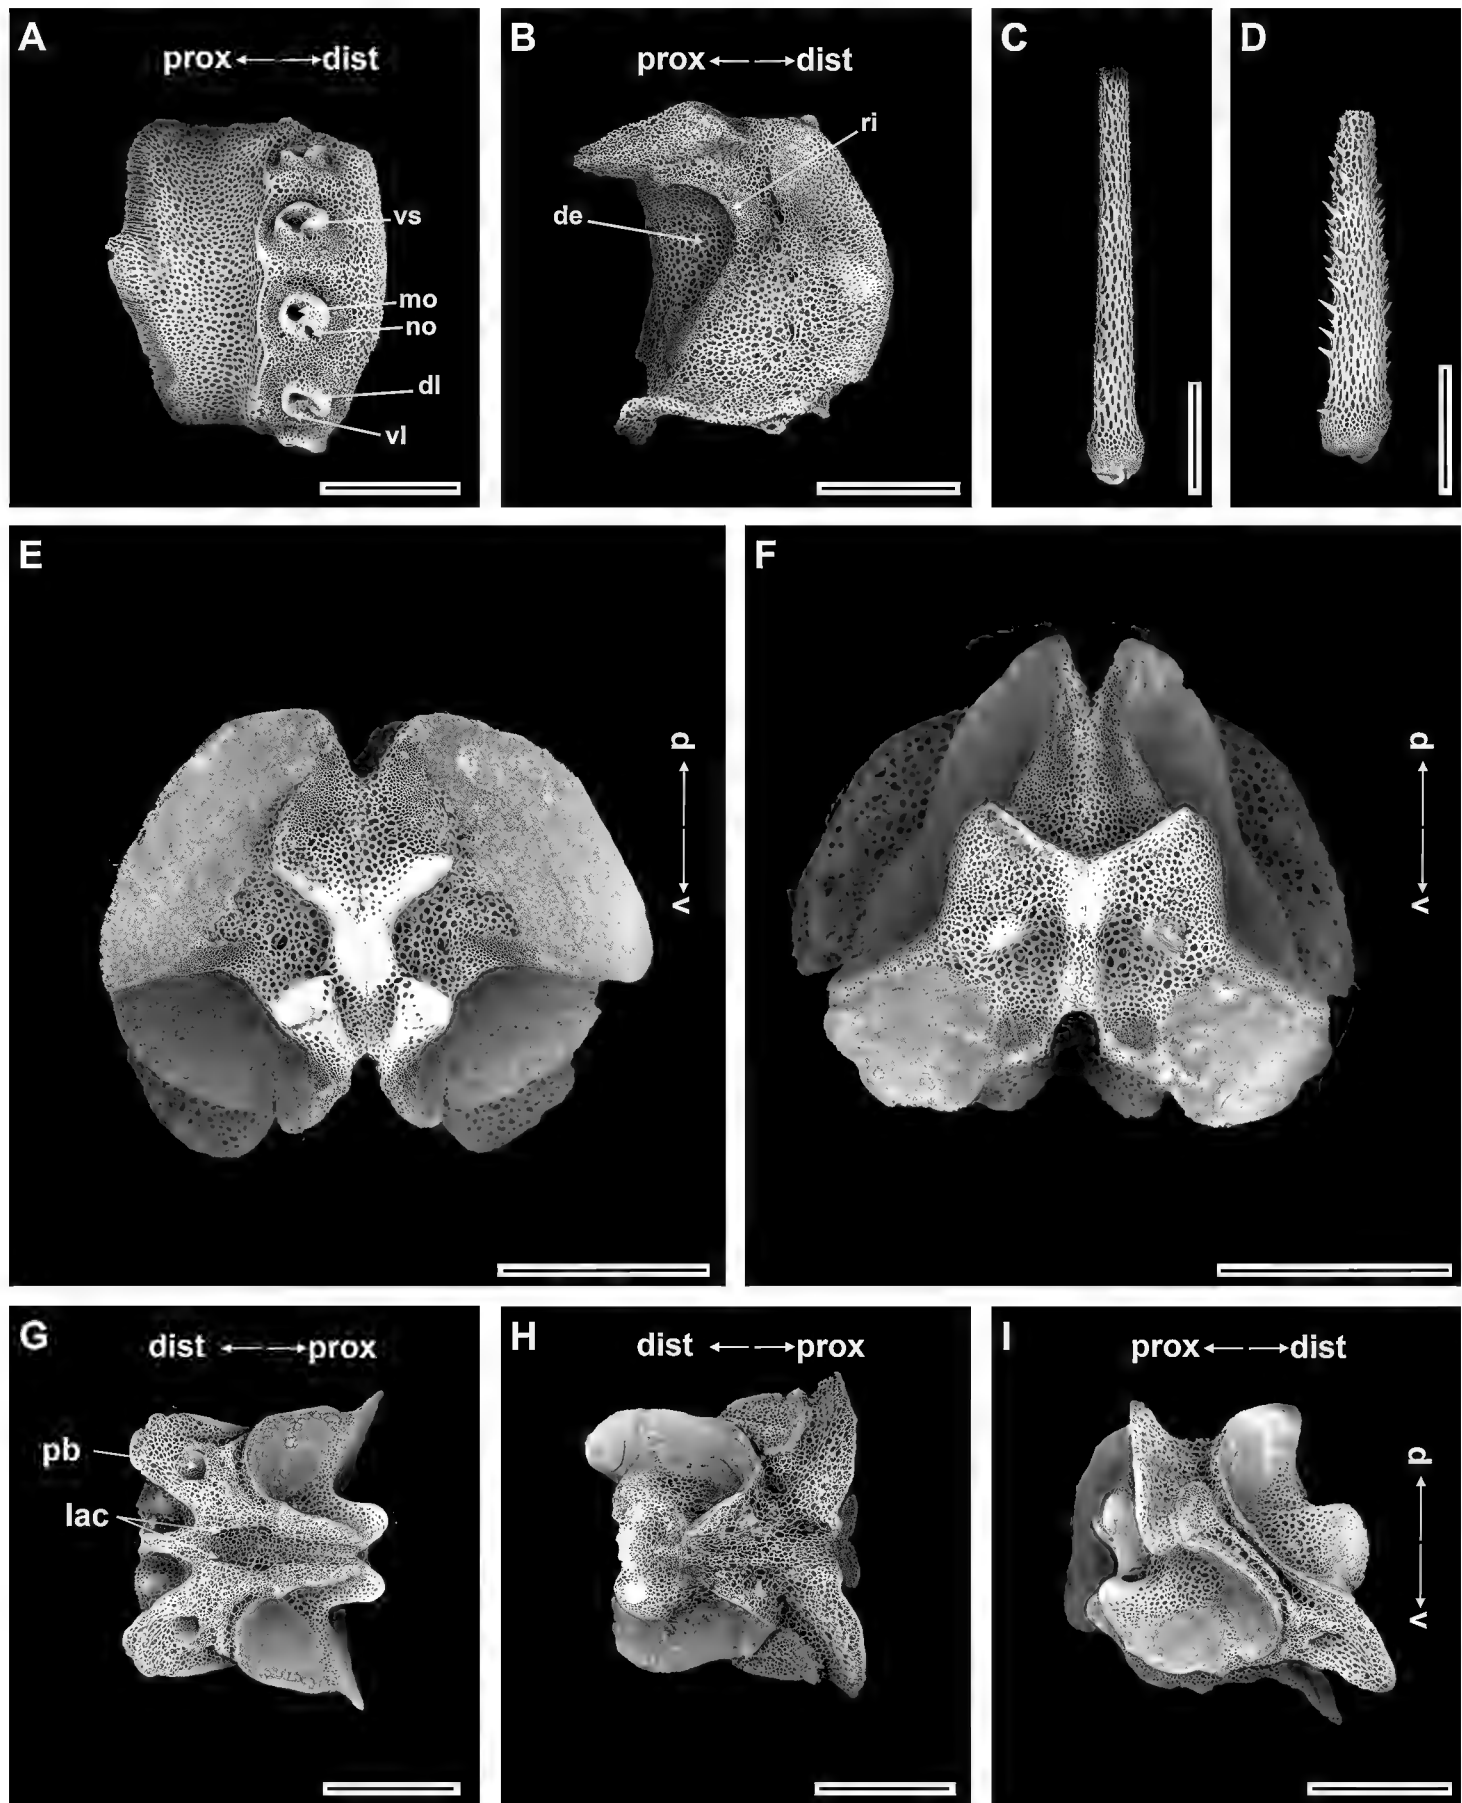 A
prox dist
vs
mo
no
dl
vl
B
prox dist
ri
de
C
D
E
d
v
F
d
v
G
dist prox
pb
lac
H
dist prox
I
prox dist
d
v